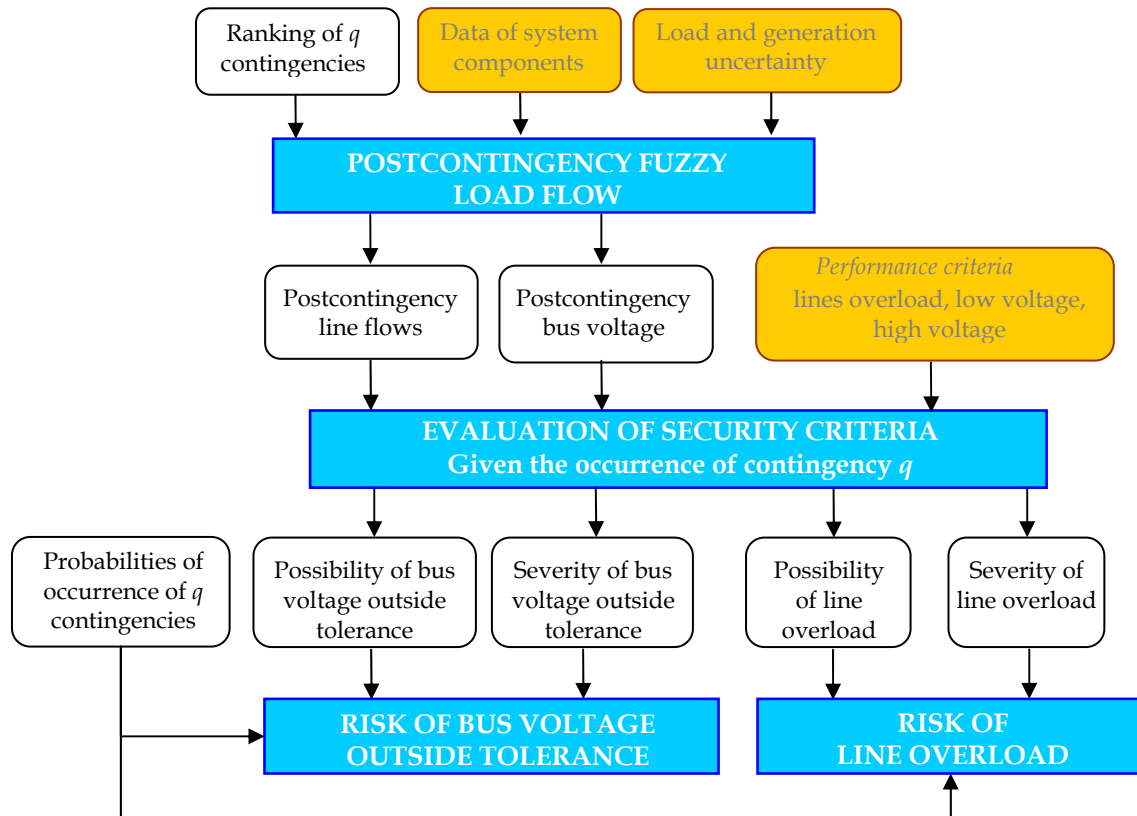 Ranking of q
contingencies
Data of system
components
Load and generation
uncertainty
POSTCONTINGENCY FUZZY
LOAD FLOW
Postcontingency
line flows
Postcontingency
bus voltage
Performance criteria
lines overload, low voltage,
high voltage
EVALUATION OF SECURITY CRITERIA
Given the occurrence of contingency q
Probabilities of
occurrence of q
contingencies
Possibility of bus
voltage outside
tolerance
Severity of bus
voltage outside
tolerance
Possibility
of line
overload
Severity of
line overload
RISK OF BUS VOLTAGE
OUTSIDE TOLERANCE
RISK OF
LINE OVERLOAD